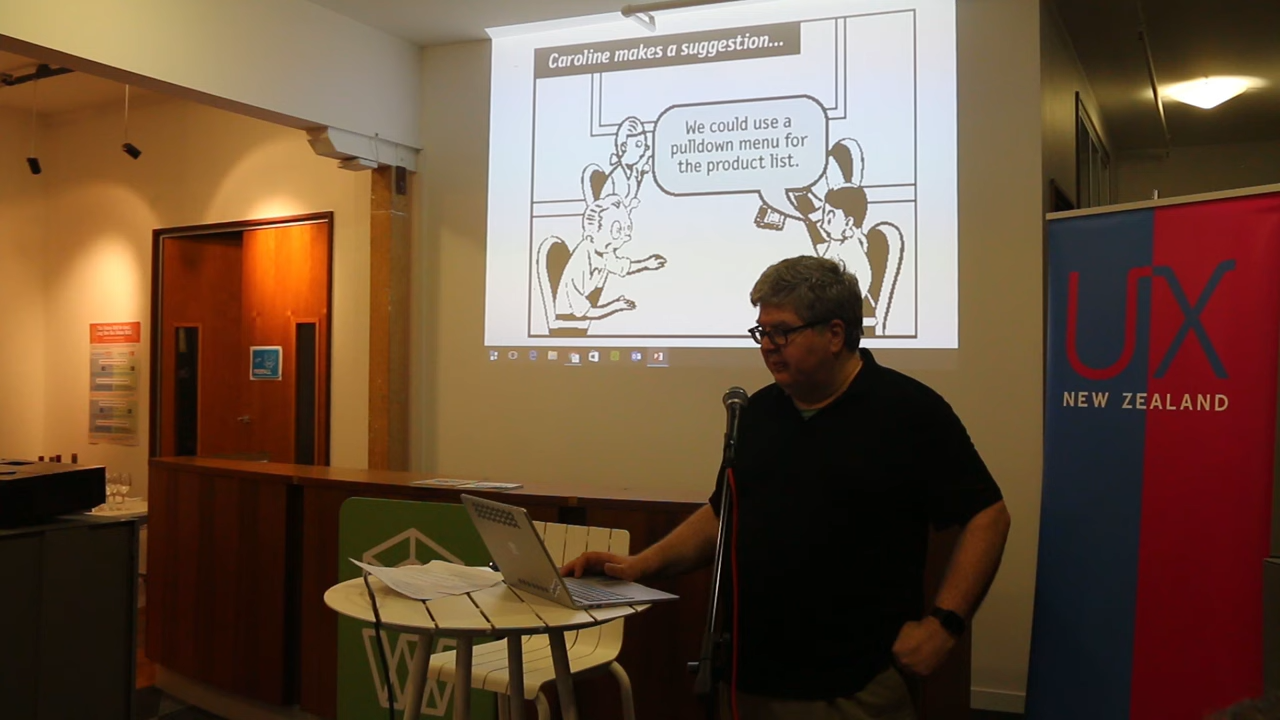 Caroline makes a suggestion...
We could use a
pulldown menu for
the product list.
UX
NEW ZEALAND